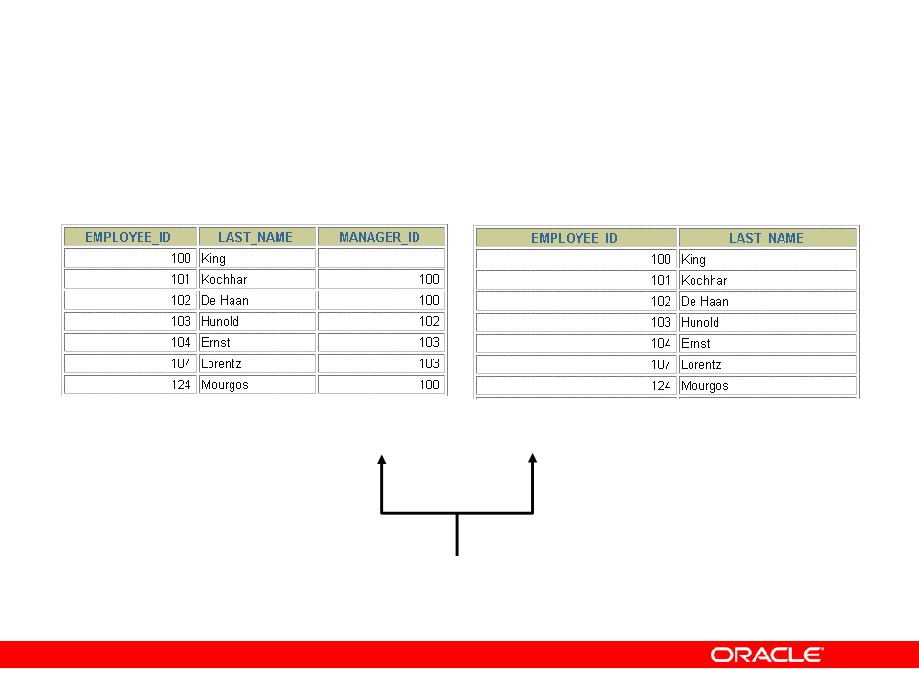 EMPLOYEE_ID LAST_NAME MANAGER_ID
100 King
101 Kochhar 100
102 De Haan 100
103 Hunold 102
104 Ernst 103
107 Lorentz 103
124 Mourgos 100
EMPLOYEE ID LAST NAME
100 King
101 Kochhar
102 De Haan
103 Hunold
104 Ernst
107 Lorentz
124 Mourgos
ORACLE